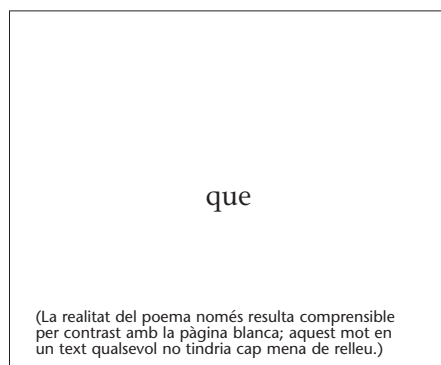 que
(La realitat del poema només resulta comprensible
per contrast amb la pàgina blanca; aquest mot en
un text qualsevol no tindria cap mena de relleu.)